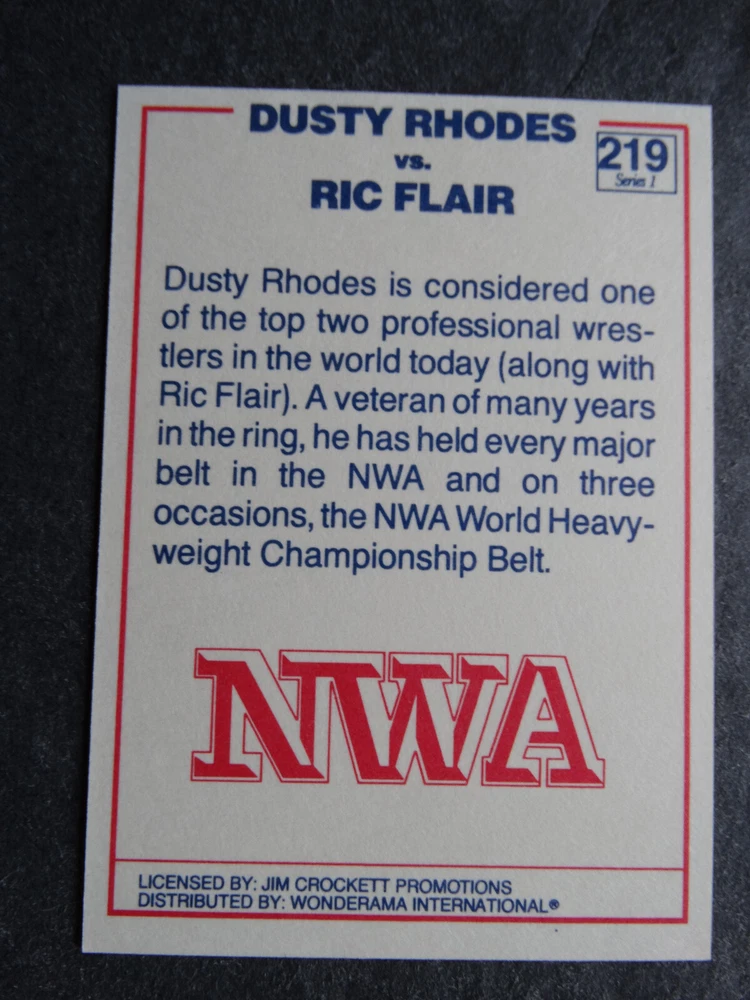 DUSTY RHODES
vs.
RIC FLAIR
219
Series 1
Dusty Rhodes is considered one
of the top two professional wres-
tlers in the world today (along with
Ric Flair). A veteran of many years
in the ring, he has held every major
belt in the NWA and on three
occasions, the NWA World Heavy-
weight Championship Belt.
NWA
LICENSED BY: JIM CROCKETT PROMOTIONS
DISTRIBUTED BY: WONDERAMA INTERNATIONAL®